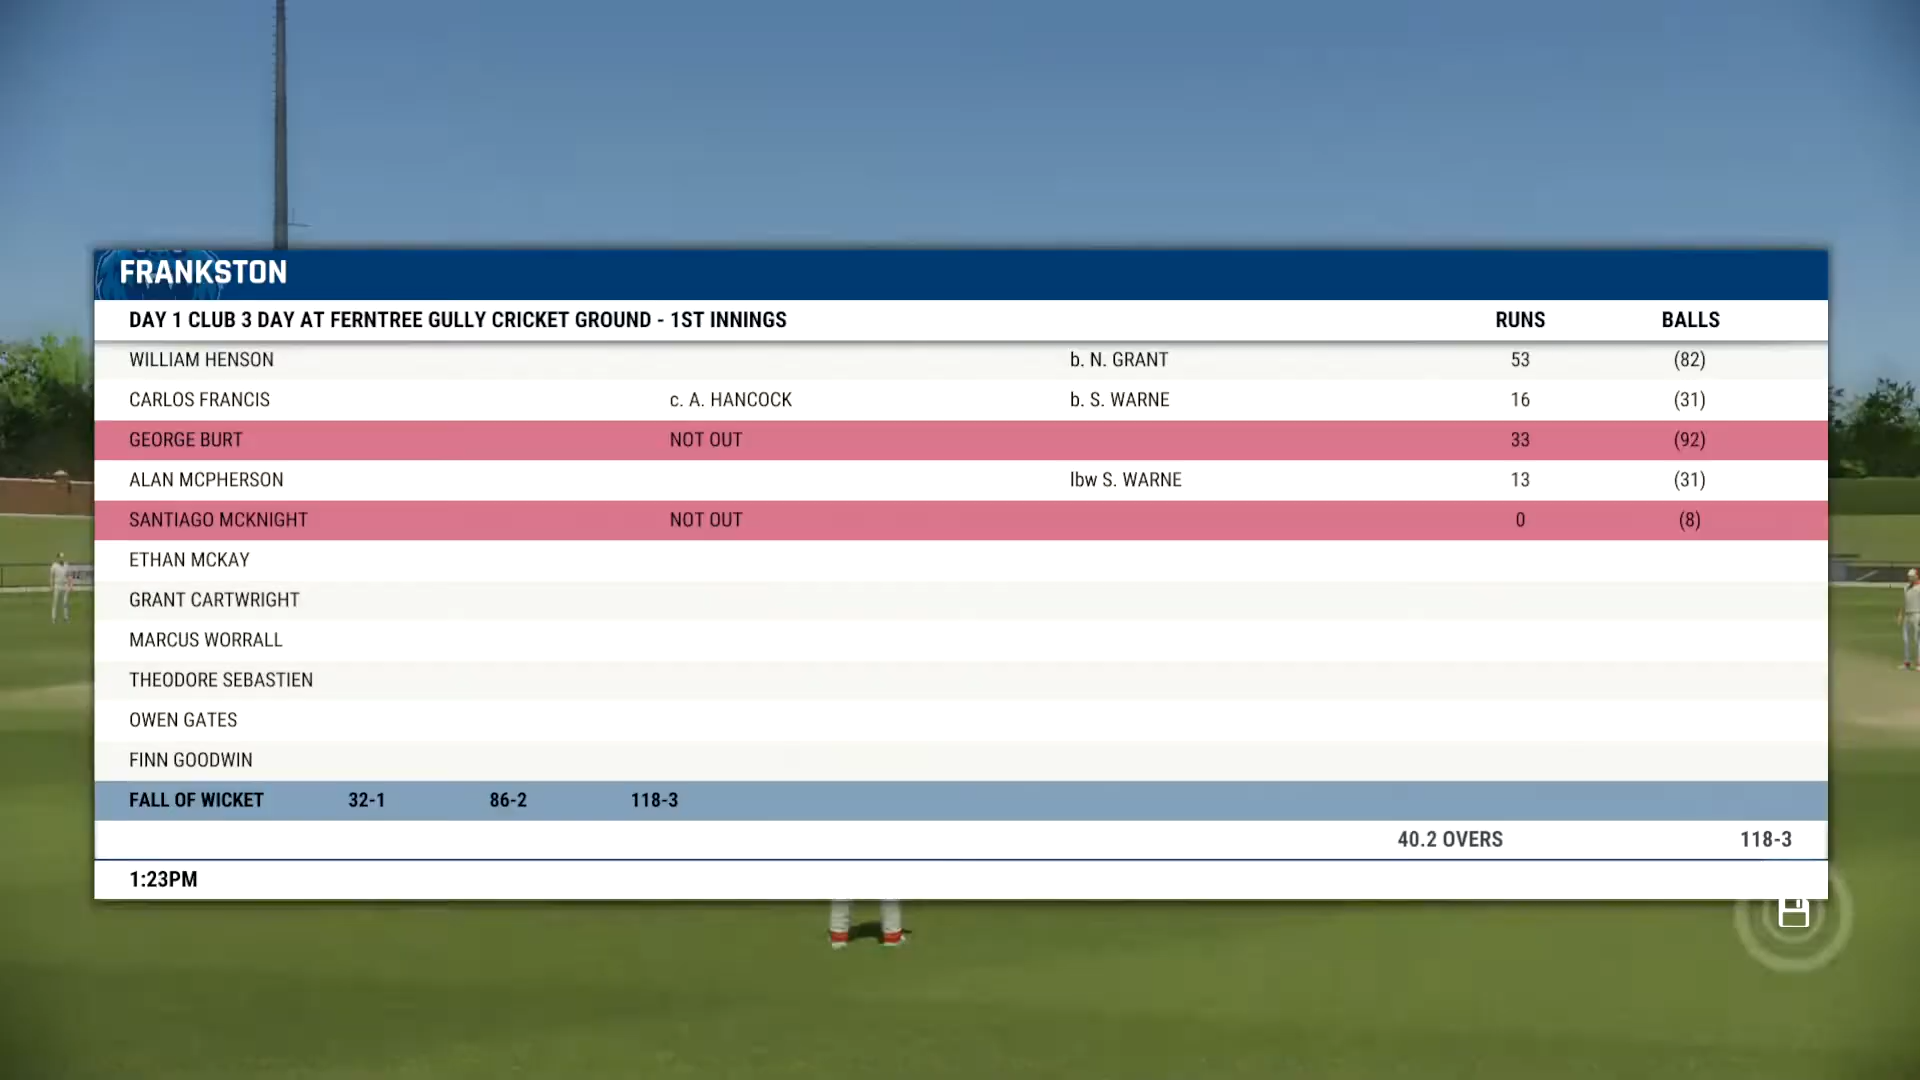 FRANKSTON
DAY 1 CLUB 3 DAY AT FERNTREE GULLY CRICKET GROUND - 1ST INNINGS RUNS BALLS
WILLIAM HENSON b. N. GRANT 53 (82)
CARLOS FRANCIS c. A. HANCOCK b. S. WARNE 16 (31)
GEORGE BURT NOT OUT 33 (92)
ALAN MCPHERSON lbw S. WARNE 13 (31)
SANTIAGO MCKNIGHT NOT OUT 0 (8)
ETHAN MCKAY
GRANT CARTWRIGHT
MARCUS WORRALL
THEODORE SEBASTIEN
OWEN GATES
FINN GOODWIN
FALL OF WICKET 32-1 86-2 118-3
40.2 OVERS 118-3
1:23PM